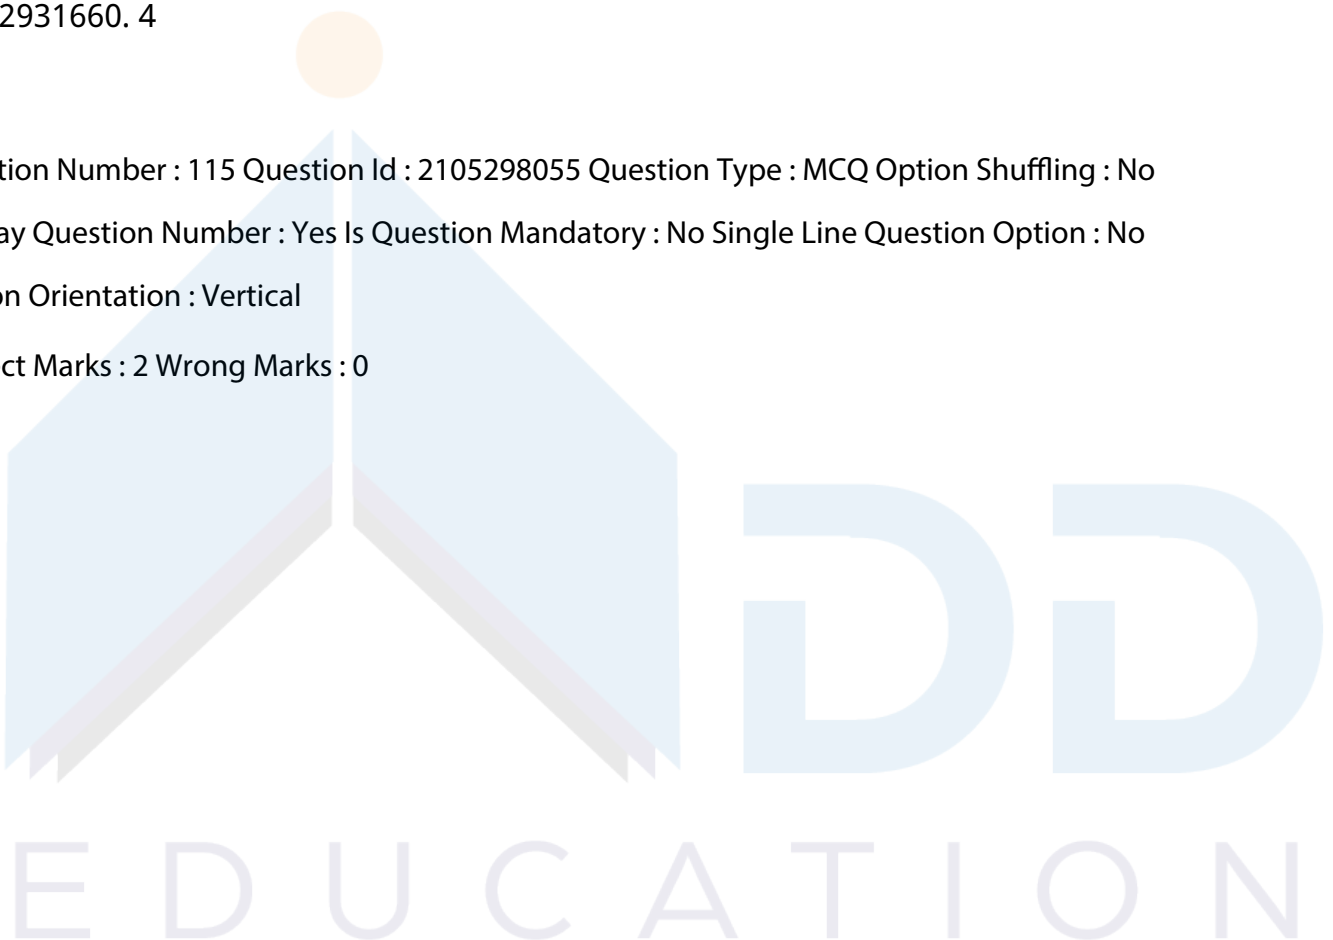 2931660. 4
tion Number : 115 Question Id : 2105298055 Question Type : MCQ Option Shuffling : No
ay Question Number : Yes Is Question Mandatory : No Single Line Question Option : No
on Orientation : Vertical
ct Marks : 2 Wrong Marks : 0
DD
EDUCATION